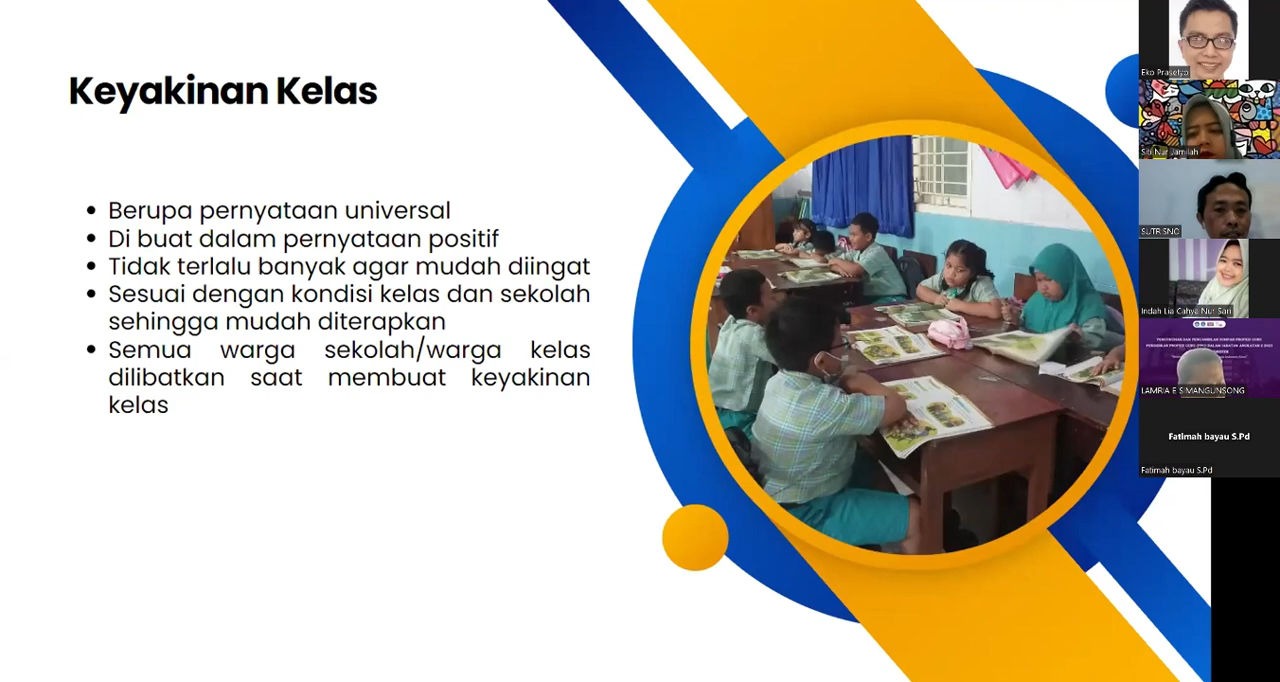 Keyakinan Kelas
• Berupa pernyataan universal
• Di buat dalam pernyataan positif
• Tidak terlalu banyak agar mudah diingat
• Sesuai dengan kondisi kelas dan sekolah
sehingga mudah diterapkan
• Semua warga sekolah/warga kelas
dilibatkan saat membuat keyakinan
kelas
Eko Prasetyo
Siti Nur Jamilah
SUTRISNO
Indah Lia Cahya Nur Sari
LAMRIA E SIMANGUNSONG
Fatimah bayau S.Pd
Fatimah bayau S.Pd